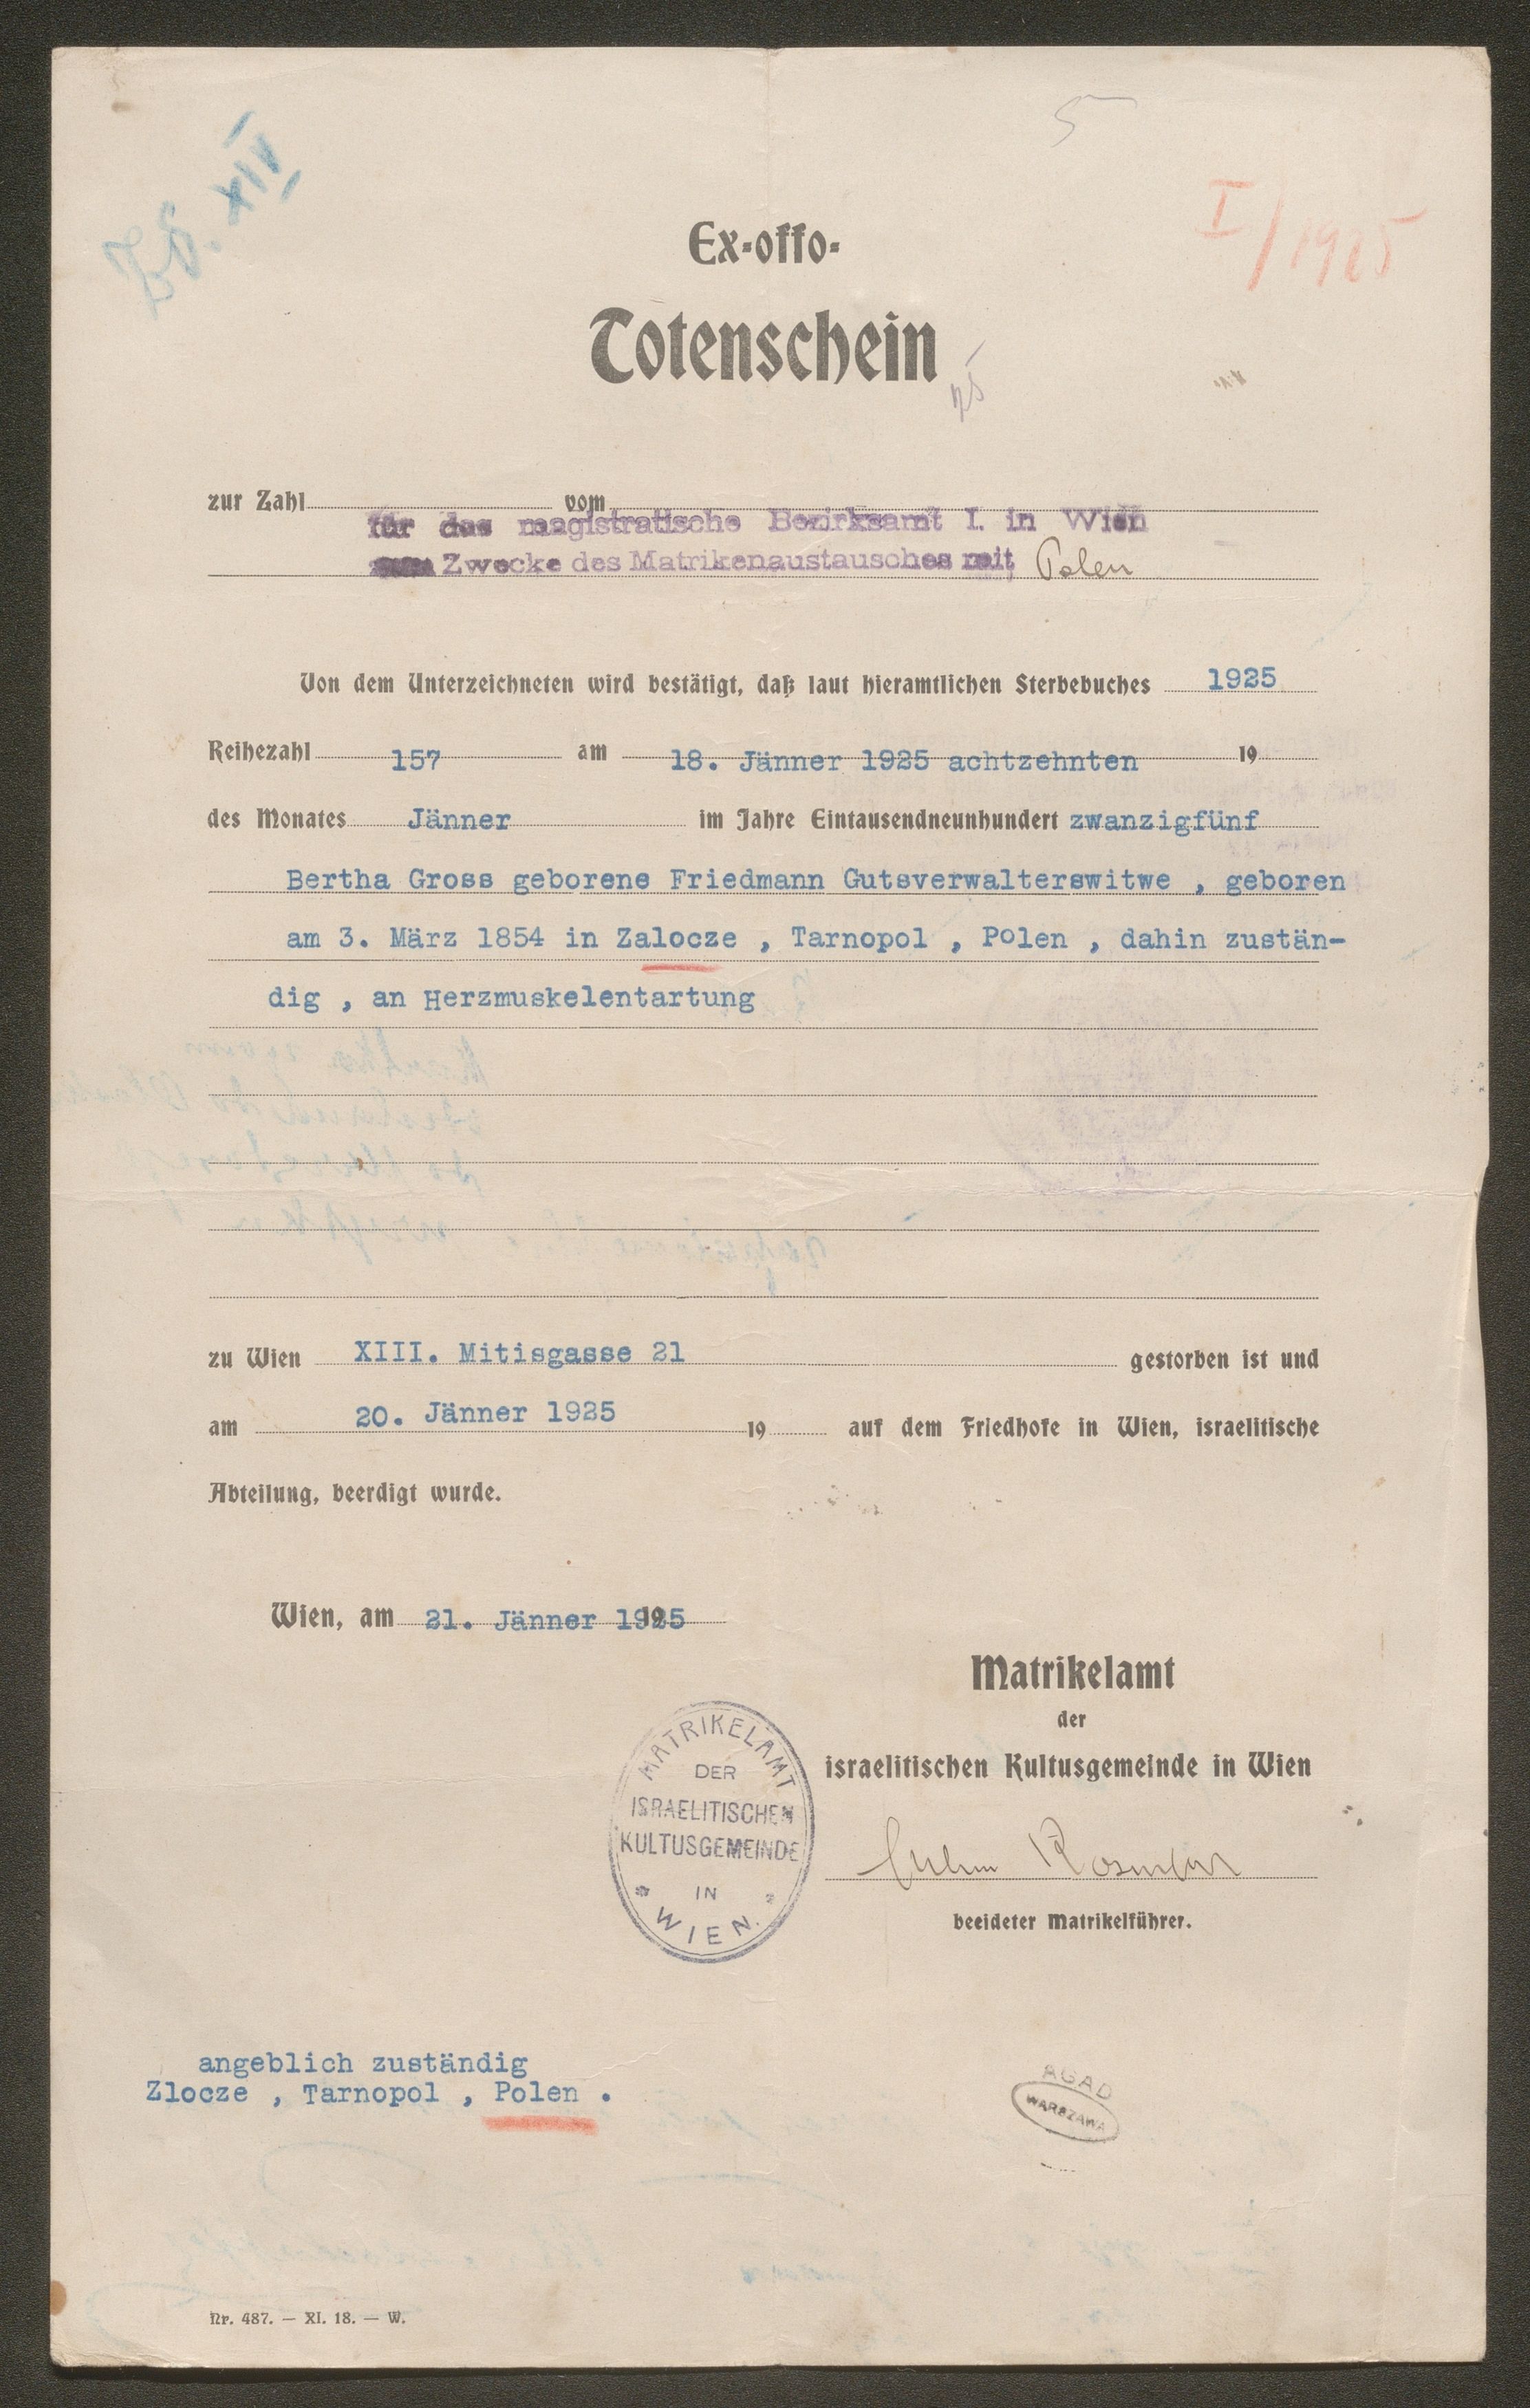 5
I/1925
Ex-offo-
Totenschein
zur Zahl vom
für das magistratische Bezirksamt I. in Wien
Zwecke des Matrikenaustausches mit Polen
Von dem Unterzeichneten wird bestätigt, daß laut hieramtlichen Sterbebuches 1925
Reihezahl 157 am 18. Jänner 1925 achtzehnten 19
des Monates Jänner im Jahre Eintausendneunhundert zwanzigfünf
Bertha Gross geborene Friedmann Gutsverwalterswitwe , geboren
am 3. März 1854 in Zalocze , Tarnopol , Polen , dahin zustän-
dig , an Herzmuskelentartung
zu Wien XIII. Mitisgasse 21 gestorben ist und
am 20. Jänner 1925 19 auf dem Friedhofe in Wien, israelitische
Abteilung, beerdigt wurde.
Wien, am 21. Jänner 1925
Matrikelamt
der
israelitischen Kultusgemeinde in Wien
MATRIKELAMT
DER
ISRAELITISCHEN
KULTUSGEMEINDE
IN
WIEN.
beeideter Matrikelführer.
angeblich zuständig
Zlocze , Tarnopol , Polen .
AGAD
WARSZAWA
Nr. 487. — XI. 18. — W.